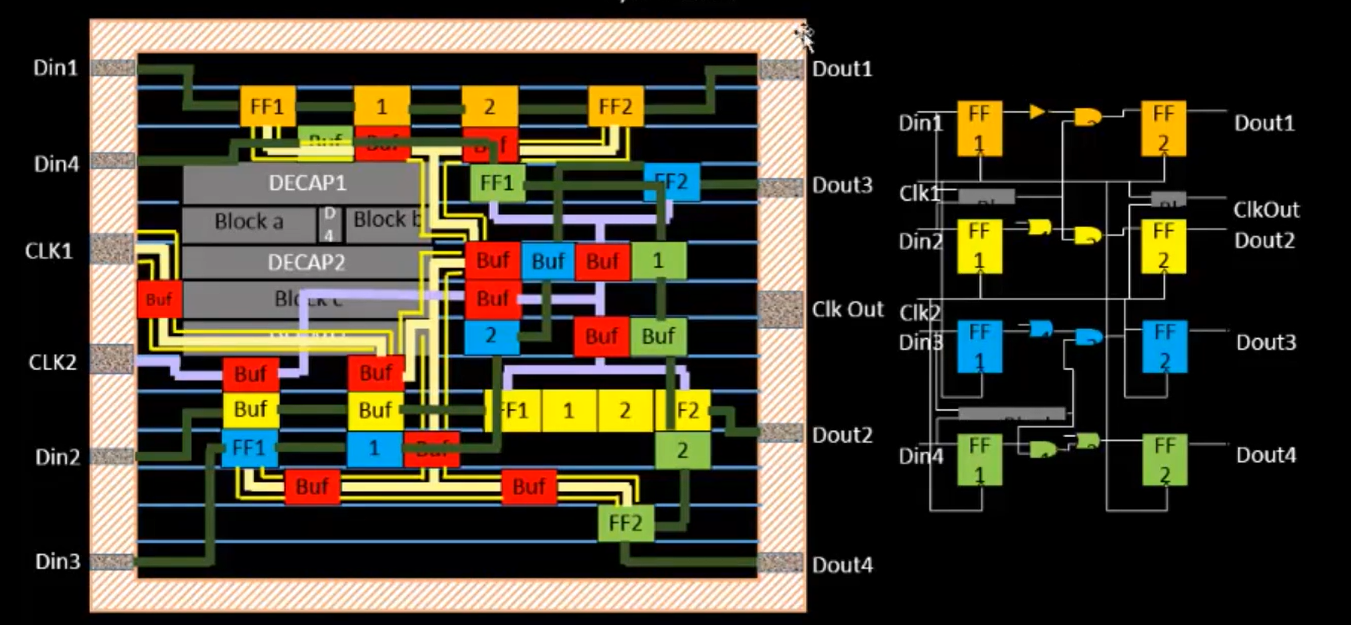 Din1
Din4
CLK1
CLK2
Din2
Din3
FF1 1 2 FF2
Buf Buf Buf
DECAP1
FF1 FF2
Block a D 4 Block b
DECAP2
Buf Buf Buf 1
Buf Block c Buf
2 Buf Buf
Buf Buf
Buf Buf FF1 1 2 F2
FF1 1 Buf 2
Buf Buf
FF2
Dout1
Dout3
Clk Out
Dout2
Dout4
Din1 FF 1 2 FF 2 Dout1
Clk1 ClkOut
Din2 FF 1 2 FF 2 Dout2
Clk2
Din3 FF 1 FF 2 Dout3
Din4 FF 1 FF 2 Dout4